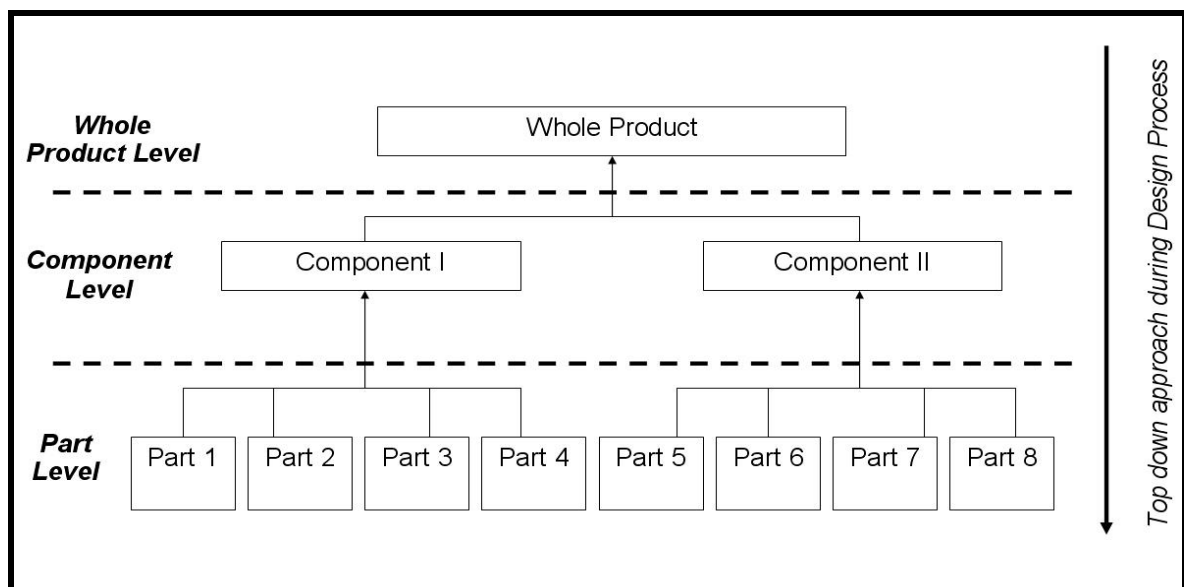 Whole
Product Level
Whole Product
Component
Level
Component I
Component II
Part
Level
Part 1
Part 2
Part 3
Part 4
Part 5
Part 6
Part 7
Part 8
Top down approach during Design Process